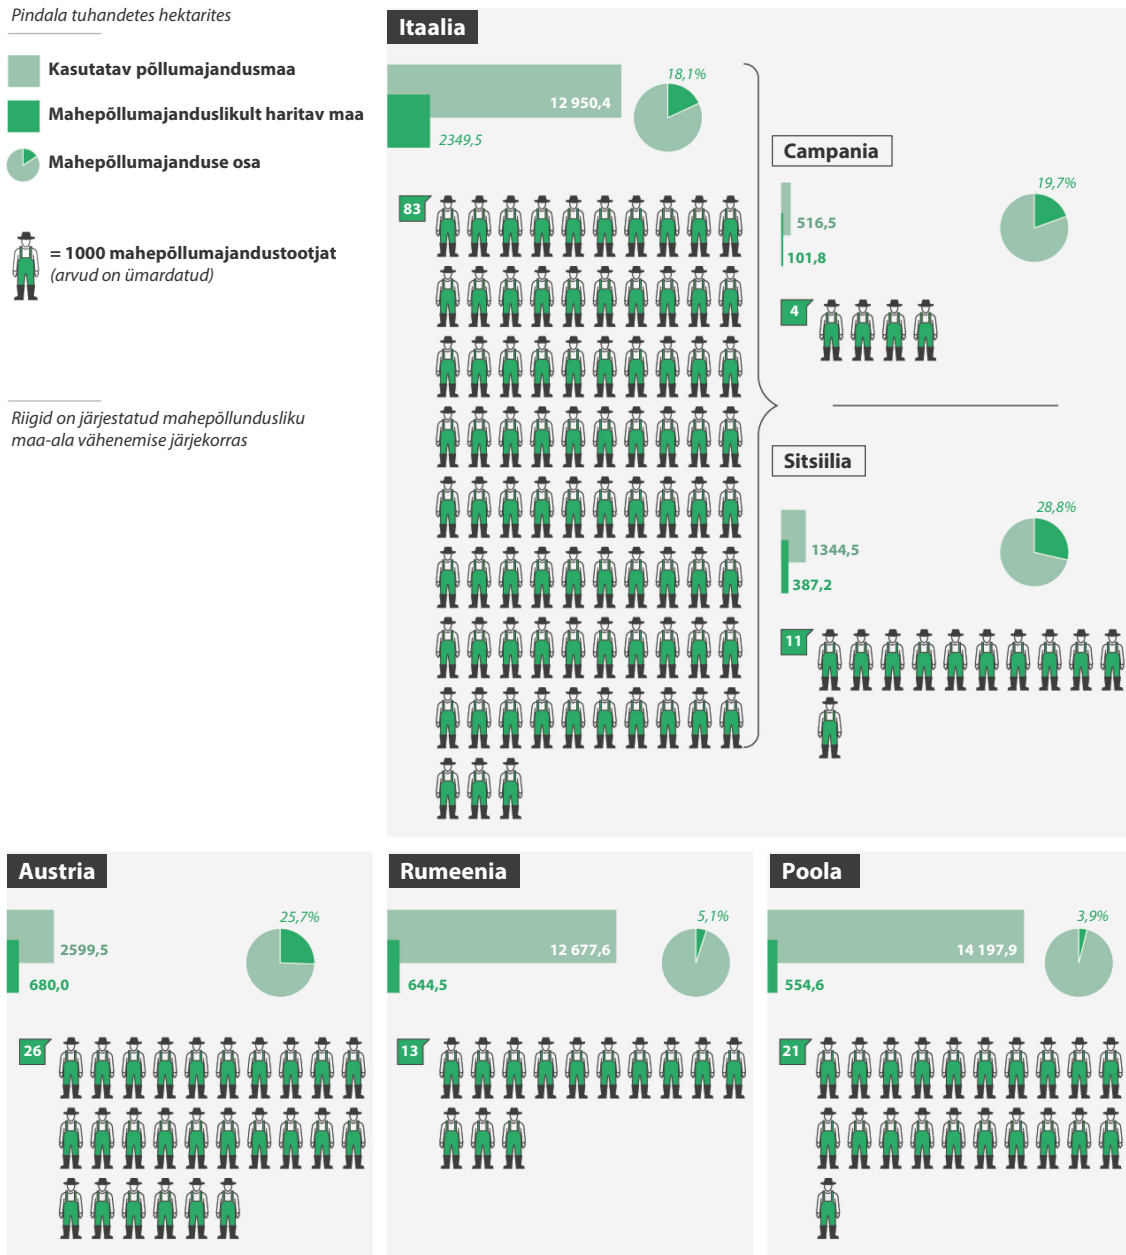 Pindala tuhandetes hektarites
Kasutatav põllumajandusmaa
Mahepõllumajanduslikult haritav maa
Mahepõllumajanduse osa
= 1000 mahepõllumajandustootjat
(arvud on ümardatud)
Riigid on järjestatud mahepõllundusliku
maa-ala vähenemise järjekorras
Itaalia
12 950,4
2349,5
18,1%
83
Campania
516,5
101,8
19,7%
4
Sitsiilia
1344,5
387,2
28,8%
11
Austria
2599,5
680,0
25,7%
26
Rumeenia
12 677,6
644,5
5,1%
13
Poola
14 197,9
554,6
3,9%
21